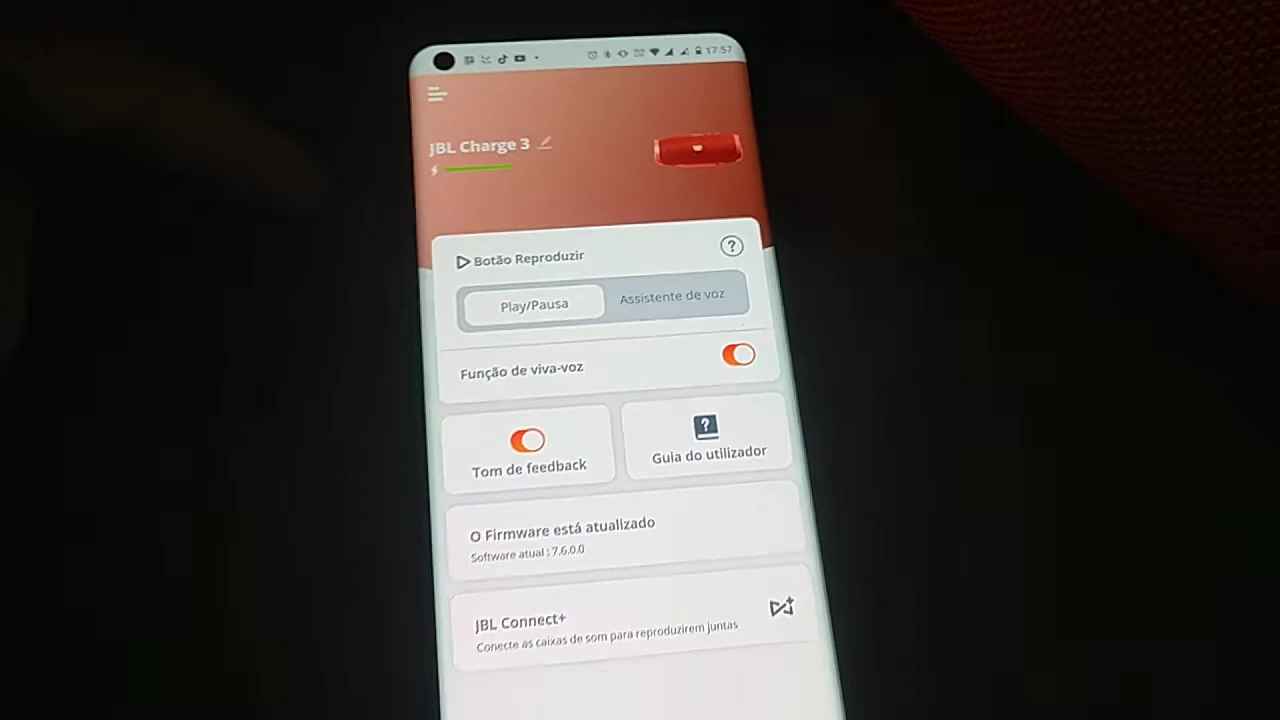 17:57
JBL Charge 3
Botão Reproduzir
?
Play/Pausa
Assistente de voz
Função de viva-voz
Tom de feedback
?
Guia do utilizador
O Firmware está atualizado
Software atual : 7.6.0.0
JBL Connect+
Conecte as caixas de som para reproduzirem juntas